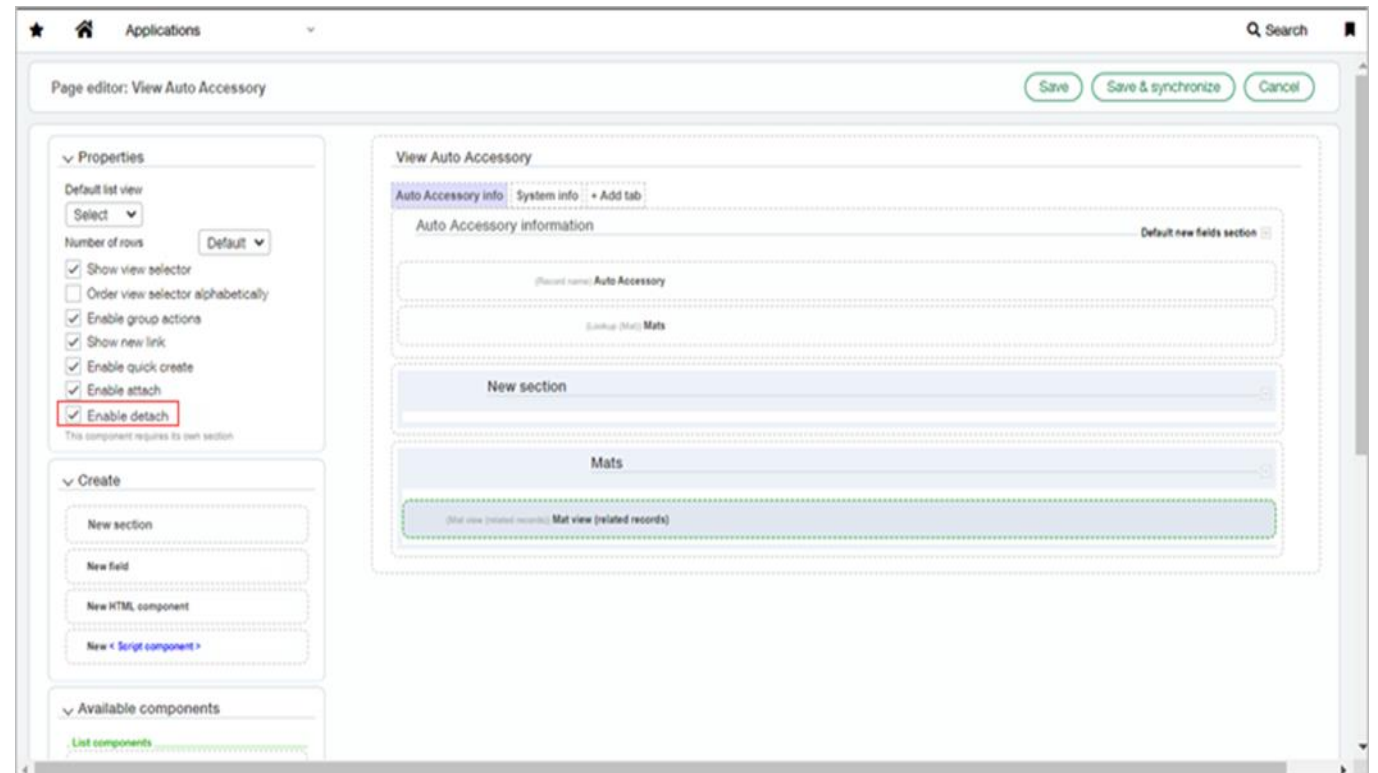 Applications
Search
Page editor: View Auto Accessory
Save
Save & synchronize
Cancel
Properties
Default list view
Select
Number of rows
Default
Show view selector
Order view selector alphabetically
Enable group actions
Show new link
Enable quick create
Enable attach
Enable detach
This component requires its own section
Create
New section
New field
New HTML component
New < Script component >
Available components
List components
View Auto Accessory
Auto Accessory info
System info
+ Add tab
Auto Accessory information
Default new fields section
(Record name) Auto Accessory
(Lookup (Mat)) Mats
New section
Mats
(Mat view (related records)) Mat view (related records)